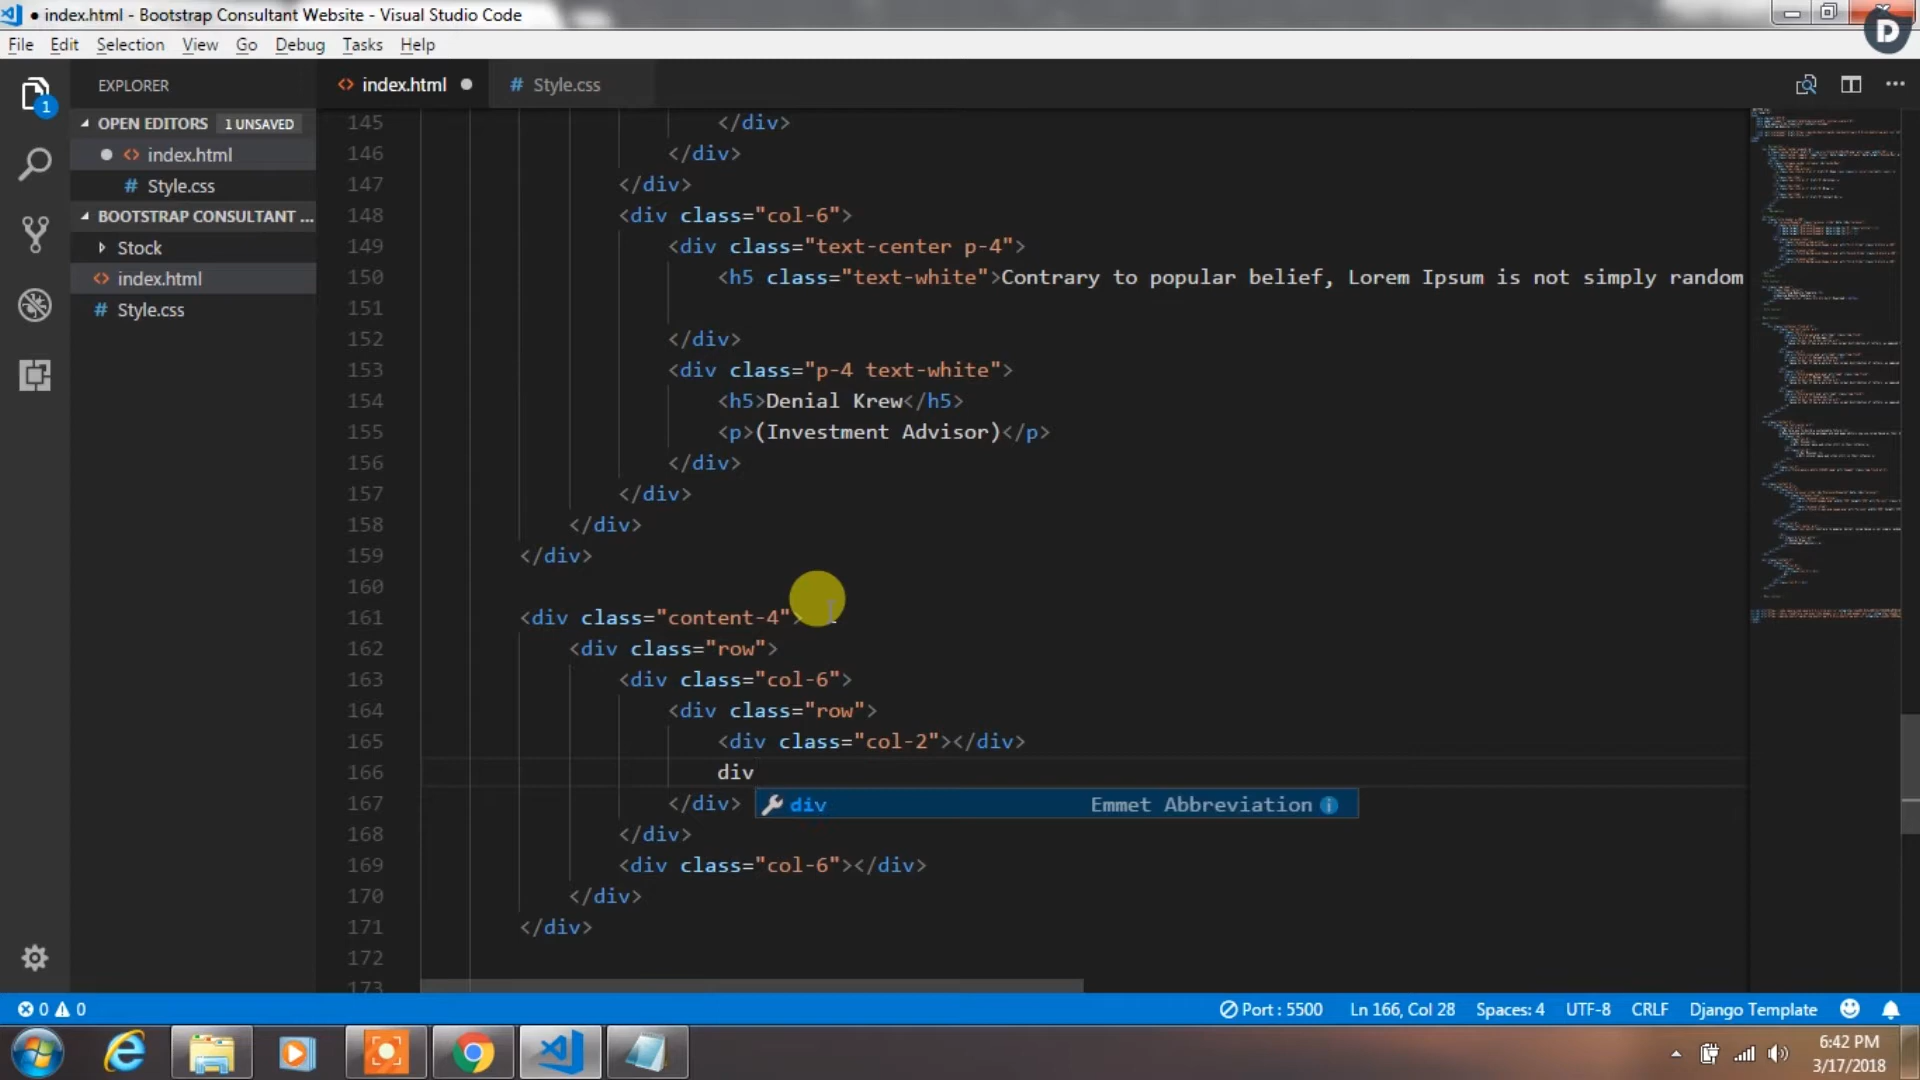 index.html - Bootstrap Consultant Website - Visual Studio Code
File Edit Selection View Go Debug Tasks Help
D
EXPLORER
<> index.html ● # Style.css
1
OPEN EDITORS 1 UNSAVED
● <> index.html
# Style.css
BOOTSTRAP CONSULTANT ...
Stock
<> index.html
# Style.css
145 </div>
146 </div>
147 </div>
148 <div class="col-6">
149 <div class="text-center p-4">
150 <h5 class="text-white">Contrary to popular belief, Lorem Ipsum is not simply random
151
152 </div>
153 <div class="p-4 text-white">
154 <h5>Denial Krew</h5>
155 <p>(Investment Advisor)</p>
156 </div>
157 </div>
158 </div>
159 </div>
160
161 <div class="content-4">
162 <div class="row">
163 <div class="col-6">
164 <div class="row">
165 <div class="col-2"></div>
166 div
167 </div>
div Emmet Abbreviation
168 </div>
169 <div class="col-6"></div>
170 </div>
171 </div>
172
173
0 0 Port : 5500 Ln 166, Col 28 Spaces: 4 UTF-8 CRLF Django Template
6:42 PM
3/17/2018